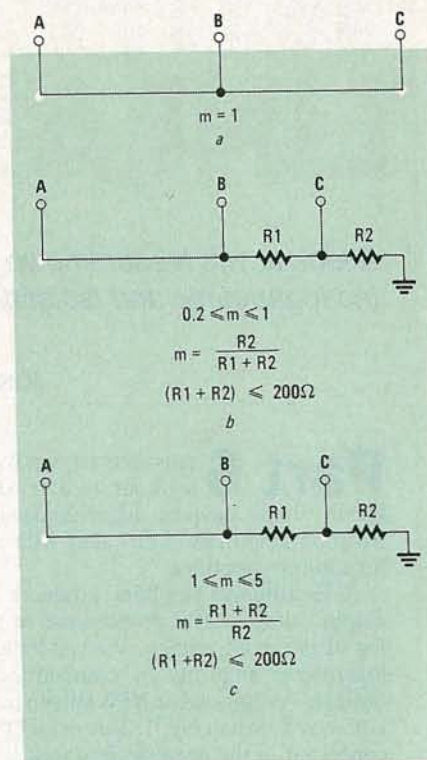 A B C
m = 1
a
A B C
R1 R2
0.2 ≤ m ≤ 1
m = R2 / R1 + R2
(R1 + R2) ≤ 200Ω
b
A B C
R1 R2
1 ≤ m ≤ 5
m = R1 + R2 / R2
(R1 +R2) ≤ 200Ω
c